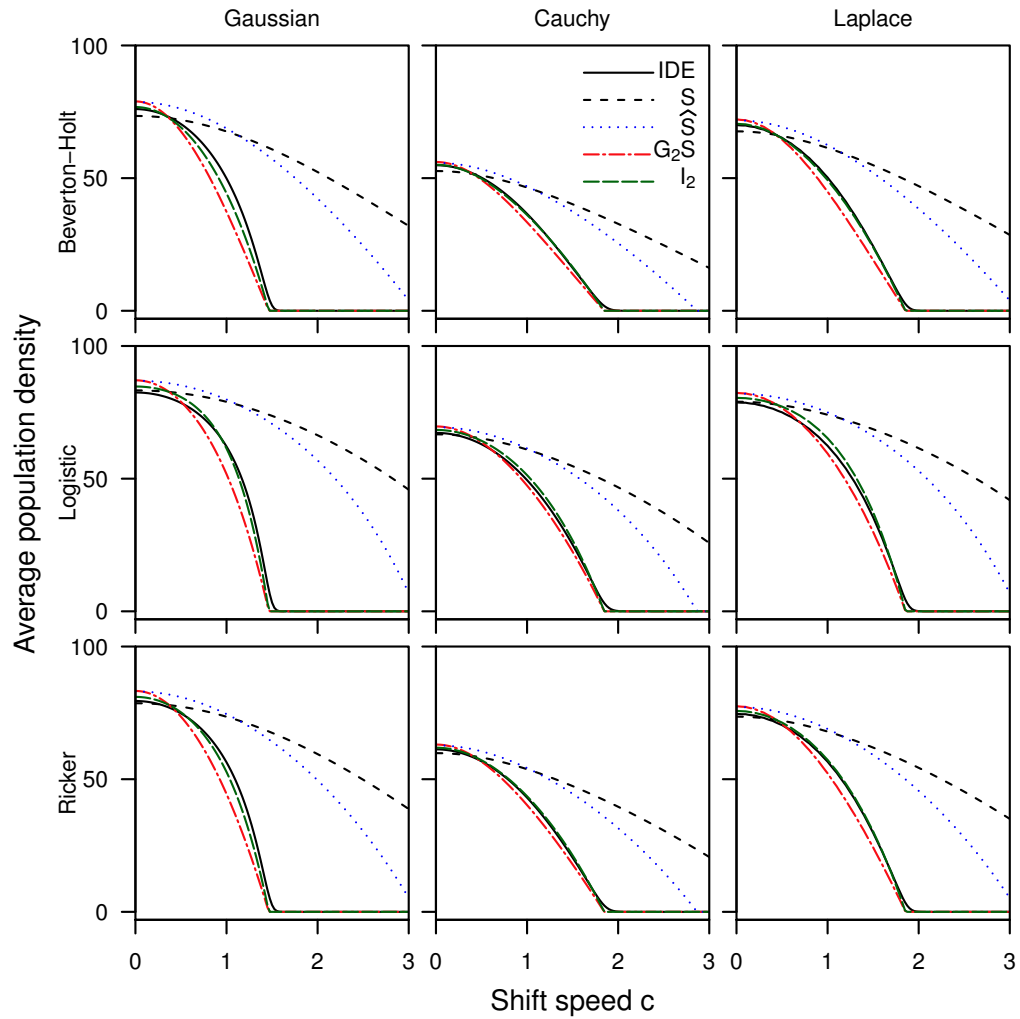 Gaussian
Cauchy
Laplace
Average population density
Beverton−Holt
100
50
0
IDE
S
Ŝ
G₂S
I₂
Logistic
100
50
0
Ricker
100
50
0
0 1 2 3
0 1 2 3
0 1 2 3
Shift speed c